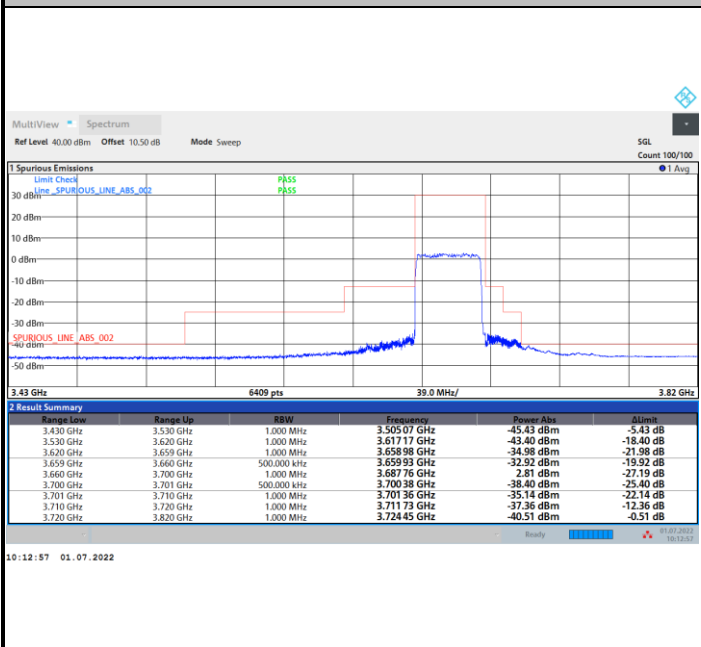 MultiView Spectrum
Ref Level 40.00 dBm Offset 10.50 dB Mode Sweep SGL
Count 100/100
1 Spurious Emissions 1 Avg
Limit Check PASS
Line _SPURIOUS_LINE_ABS_002 PASS
30 dBm
20 dBm
10 dBm
0 dBm
-10 dBm
-20 dBm
-30 dBm
_SPURIOUS_LINE_ABS_002
-40 dBm
-50 dBm
3.43 GHz 6409 pts 39.0 MHz/ 3.82 GHz
2 Result Summary
Range Low Range Up RBW Frequency Power Abs ΔLimit
3.430 GHz 3.530 GHz 1.000 MHz 3.505 07 GHz -45.43 dBm -5.43 dB
3.530 GHz 3.620 GHz 1.000 MHz 3.617 17 GHz -43.40 dBm -18.40 dB
3.620 GHz 3.659 GHz 1.000 MHz 3.658 98 GHz -34.98 dBm -21.98 dB
3.659 GHz 3.660 GHz 500.000 kHz 3.659 93 GHz -32.92 dBm -19.92 dB
3.660 GHz 3.700 GHz 1.000 MHz 3.687 76 GHz 2.81 dBm -27.19 dB
3.700 GHz 3.701 GHz 500.000 kHz 3.700 38 GHz -38.40 dBm -25.40 dB
3.701 GHz 3.710 GHz 1.000 MHz 3.701 36 GHz -35.14 dBm -22.14 dB
3.710 GHz 3.720 GHz 1.000 MHz 3.711 73 GHz -37.36 dBm -12.36 dB
3.720 GHz 3.820 GHz 1.000 MHz 3.724 45 GHz -40.51 dBm -0.51 dB
Ready 01.07.2022
10:12:57
10:12:57 01.07.2022